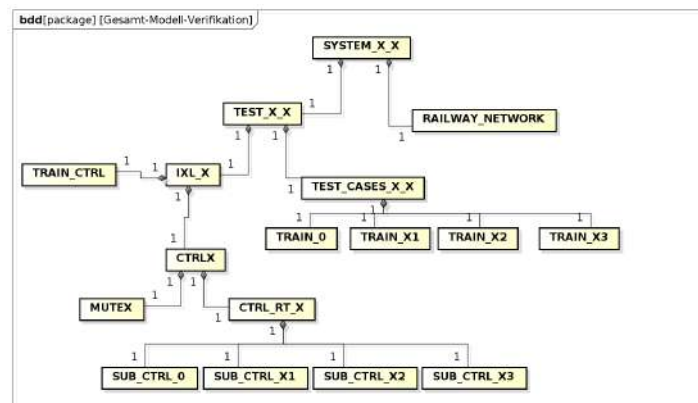 bdd[package] [Gesamt-Modell-Verifikation]
SYSTEM_X_X
1 1
TEST_X_X
1
RAILWAY_NETWORK
1
1 1
TRAIN_CTRL
1 1
IXL_X
1
1
TEST_CASES_X_X
1
1
1 1 1 1
TRAIN_0
TRAIN_X1
TRAIN_X2
TRAIN_X3
1
CTRLX
1 1
MUTEX
1
CTRL_RT_X
1
1
1 1 1 1
SUB_CTRL_0
SUB_CTRL_X1
SUB_CTRL_X2
SUB_CTRL_X3